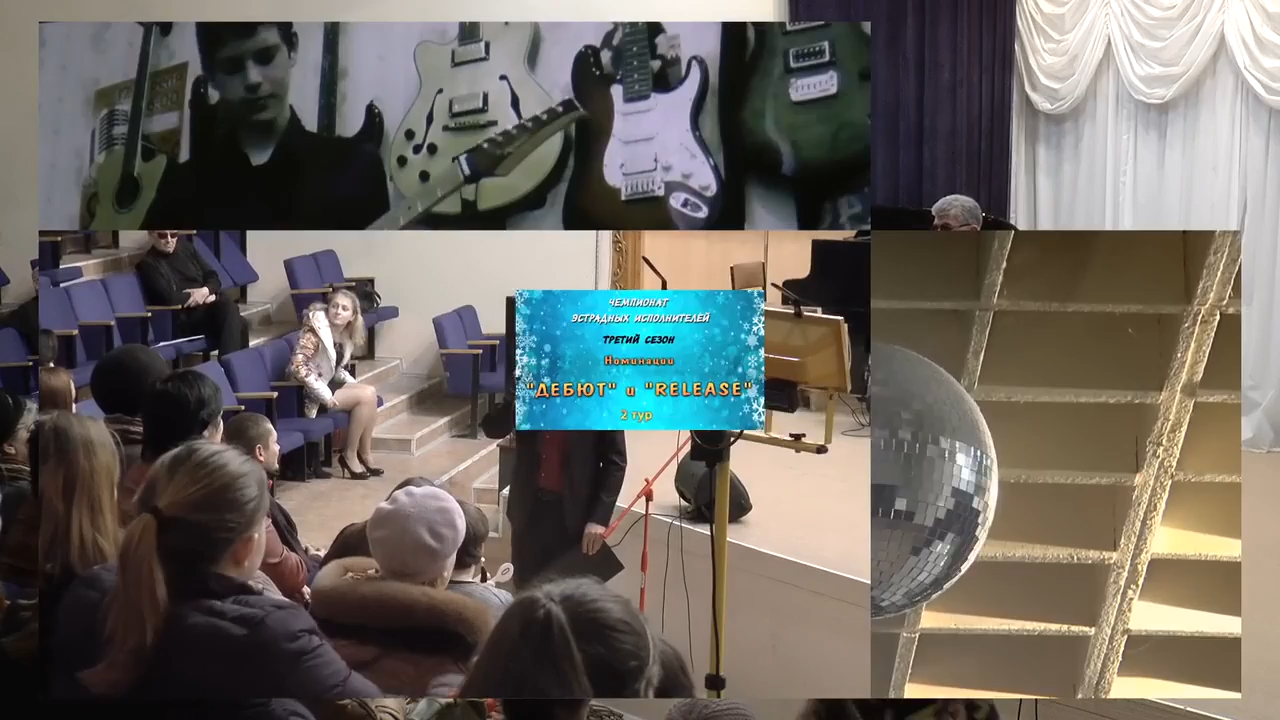 ЧЕМПИОНАТ
ЭСТРАДНЫХ ИСПОЛНИТЕЛЕЙ
ТРЕТИЙ СЕЗОН
Номинации
"ДЕБЮТ" и "RELEASE"
2 тур